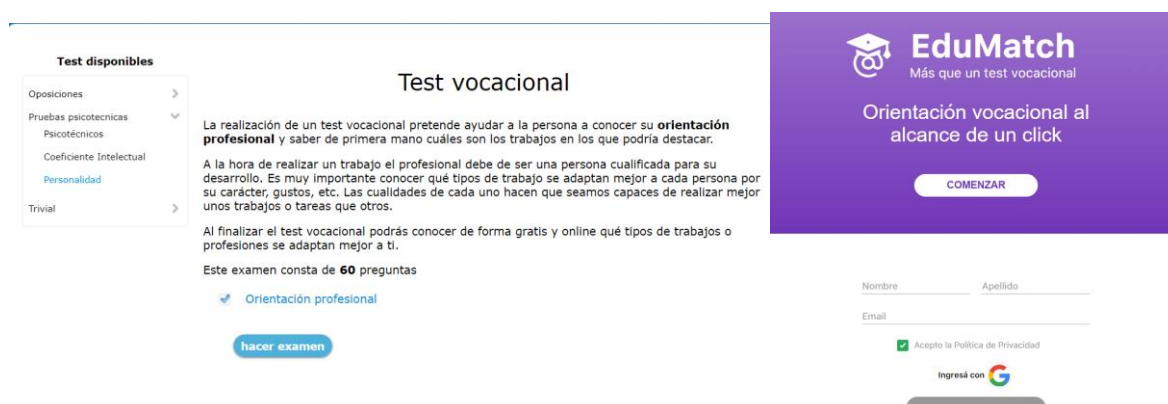 Test disponibles
Oposiciones
Pruebas psicotecnicas
Psicotécnicos
Coeficiente Intelectual
Personalidad
Trivial
Test vocacional
La realización de un test vocacional pretende ayudar a la persona a conocer su orientación
profesional y saber de primera mano cuáles son los trabajos en los que podría destacar.
A la hora de realizar un trabajo el profesional debe de ser una persona cualificada para su
desarrollo. Es muy importante conocer qué tipos de trabajo se adaptan mejor a cada persona por
su carácter, gustos, etc. Las cualidades de cada uno hacen que seamos capaces de realizar mejor
unos trabajos o tareas que otros.
Al finalizar el test vocacional podrás conocer de forma gratis y online qué tipos de trabajos o
profesiones se adaptan mejor a ti.
Este examen consta de 60 preguntas
Orientación profesional
hacer examen
EduMatch
Más que un test vocacional
Orientación vocacional al
alcance de un click
COMENZAR
Nombre Apellido
Email
Acepto la Política de Privacidad
Ingresá con G